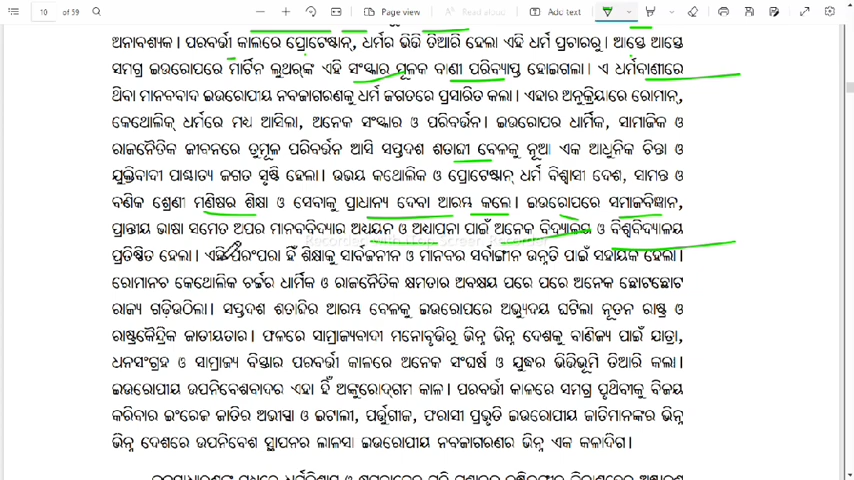 10 of 59
Page view
Read aloud
Add text
ଅନାବଶ୍ୟକ। ପରବର୍ତ୍ତୀ କାଳରେ ପ୍ରୋଟେଷ୍ଟାନ୍, ଧର୍ମର ଭିତ୍ତି ତିଆରି ହେଲା ଏହି ଧର୍ମ ପ୍ରଚାରରୁ। ଆସ୍ତେ ଆସ୍ତେ
ସମଗ୍ର ଇଉରୋପରେ ମାର୍ଟିନ ଲୁଥରଙ୍କ ଏହି ସଂସ୍କାର ମୂଳକ ବାଣୀ ପରିବ୍ୟାପ୍ତ ହୋଇଗଲା। ଏ ଧର୍ମବାଣୀରେ
ଥିବା ମାନବବାଦ ଇଉରୋପୀୟ ନବଜାଗରଣକୁ ଧର୍ମ ଜଗତରେ ପ୍ରସାରିତ କଲା। ଏହାର ଅନୁକ୍ରିୟାରେ ରୋମାନ୍,
କେଥୋଲିକ୍ ଧର୍ମରେ ମଧ୍ୟ ଆସିଲା, ଅନେକ ସଂସ୍କାର ଓ ପରିବର୍ତ୍ତନ। ଇଉରୋପର ଧାର୍ମିକ, ସାମାଜିକ ଓ
ରାଜନୈତିକ ଜୀବନରେ ତୁମୂଳ ପରିବର୍ତ୍ତନ ଆସି ସପ୍ତଦଶ ଶତାବ୍ଦୀ ବେଳକୁ ନୂଆ ଏକ ଆଧୁନିକ ଚିନ୍ତା ଓ
ଯୁକ୍ତିବାଦୀ ପାଶ୍ଚାତ୍ୟ ଜଗତ ସୃଷ୍ଟି ହେଲା। ଉଭୟ କଥୋଲିକ ଓ ପ୍ରୋଟେଷ୍ଟାନ୍ ଧର୍ମ ବିଶ୍ୱାସୀ ଦେଶ, ସାମନ୍ତ ଓ
ବଣିକ ଶ୍ରେଣୀ ମଣିଷର ଶିକ୍ଷା ଓ ସେବାକୁ ପ୍ରାଧାନ୍ୟ ଦେବା ଆରମ୍ଭ କଲେ। ଇଉରୋପରେ ସମାଜବିଜ୍ଞାନ,
ପ୍ରାନ୍ତୀୟ ଭାଷା ସମେତ ଅପର ମାନବବିଦ୍ୟାର ଅଧ୍ୟୟନ ଓ ଅଧ୍ୟାପନା ପାଇଁ ଅନେକ ବିଦ୍ୟାଳୟ ଓ ବିଶ୍ୱବିଦ୍ୟାଳୟ
ପ୍ରତିଷ୍ଠିତ ହେଲା। ଏହି ପରଂପରା ହିଁ ଶିକ୍ଷାକୁ ସାର୍ବଜନୀନ ଓ ମାନବର ସର୍ବାଙ୍ଗୀନ ଉନ୍ନତି ପାଇଁ ସହାୟକ ହେଲା।
ରୋମାନଚ କେଥୋଲିକ ଚର୍ଚ୍ଚର ଧାର୍ମିକ ଓ ରାଜନୈତିକ କ୍ଷମତାର ଅବକ୍ଷୟ ପରେ ପରେ ଅନେକ ଛୋଟଛୋଟ
ରାଜ୍ୟ ଗଢ଼ିଉଠିଲା। ସପ୍ତଦଶ ଶତାବ୍ଦିର ଆରମ୍ଭ ବେଳକୁ ଇଉରୋପରେ ଅଭ୍ୟୁଦୟ ଘଟିଲା ନୂତନ ରାଷ୍ଟ୍ର ଓ
ରାଷ୍ଟ୍ରକୈନ୍ଦ୍ରିକ ଜାତୀୟତାର। ଫଳରେ ସାମ୍ରାଜ୍ୟବାଦୀ ମନୋବୃତ୍ତିରୁ ଭିନ୍ନ ଭିନ୍ନ ଦେଶକୁ ବାଣିଜ୍ୟ ପାଇଁ ଯାତ୍ରା,
ଧନସଂଗ୍ରହ ଓ ସାମ୍ରାଜ୍ୟ ବିସ୍ତାର ପରବର୍ତ୍ତୀ କାଳରେ ଅନେକ ସଂଘର୍ଷ ଓ ଯୁଦ୍ଧର ଭିତ୍ତିଭୂମି ତିଆରି କଲା।
ଇଉରୋପୀୟ ଉପନିବେଶବାଦର ଏହା ହିଁ ଅଙ୍କୁରୋଦ୍‌ଗମ କାଳ। ପରବର୍ତ୍ତୀ କାଳରେ ସମଗ୍ର ପୃଥିବୀକୁ ବିଜୟ
କରିବାର ଇଂରେଜ ଜାତିର ଅଭୀପ୍ସା ଓ ଇଟାଲୀ, ପର୍ତ୍ତୁଗୀଜ, ଫରାସୀ ପ୍ରଭୃତି ଇଉରୋପୀୟ ଜାତିମାନଙ୍କର ଭିନ୍ନ
ଭିନ୍ନ ଦେଶରେ ଉପନିବେଶ ସ୍ଥାପନର ଲାଳସା ଇଉରୋପୀୟ ନବଜାଗରଣର ଭିନ୍ନ ଏକ କଳାଦିଗ।